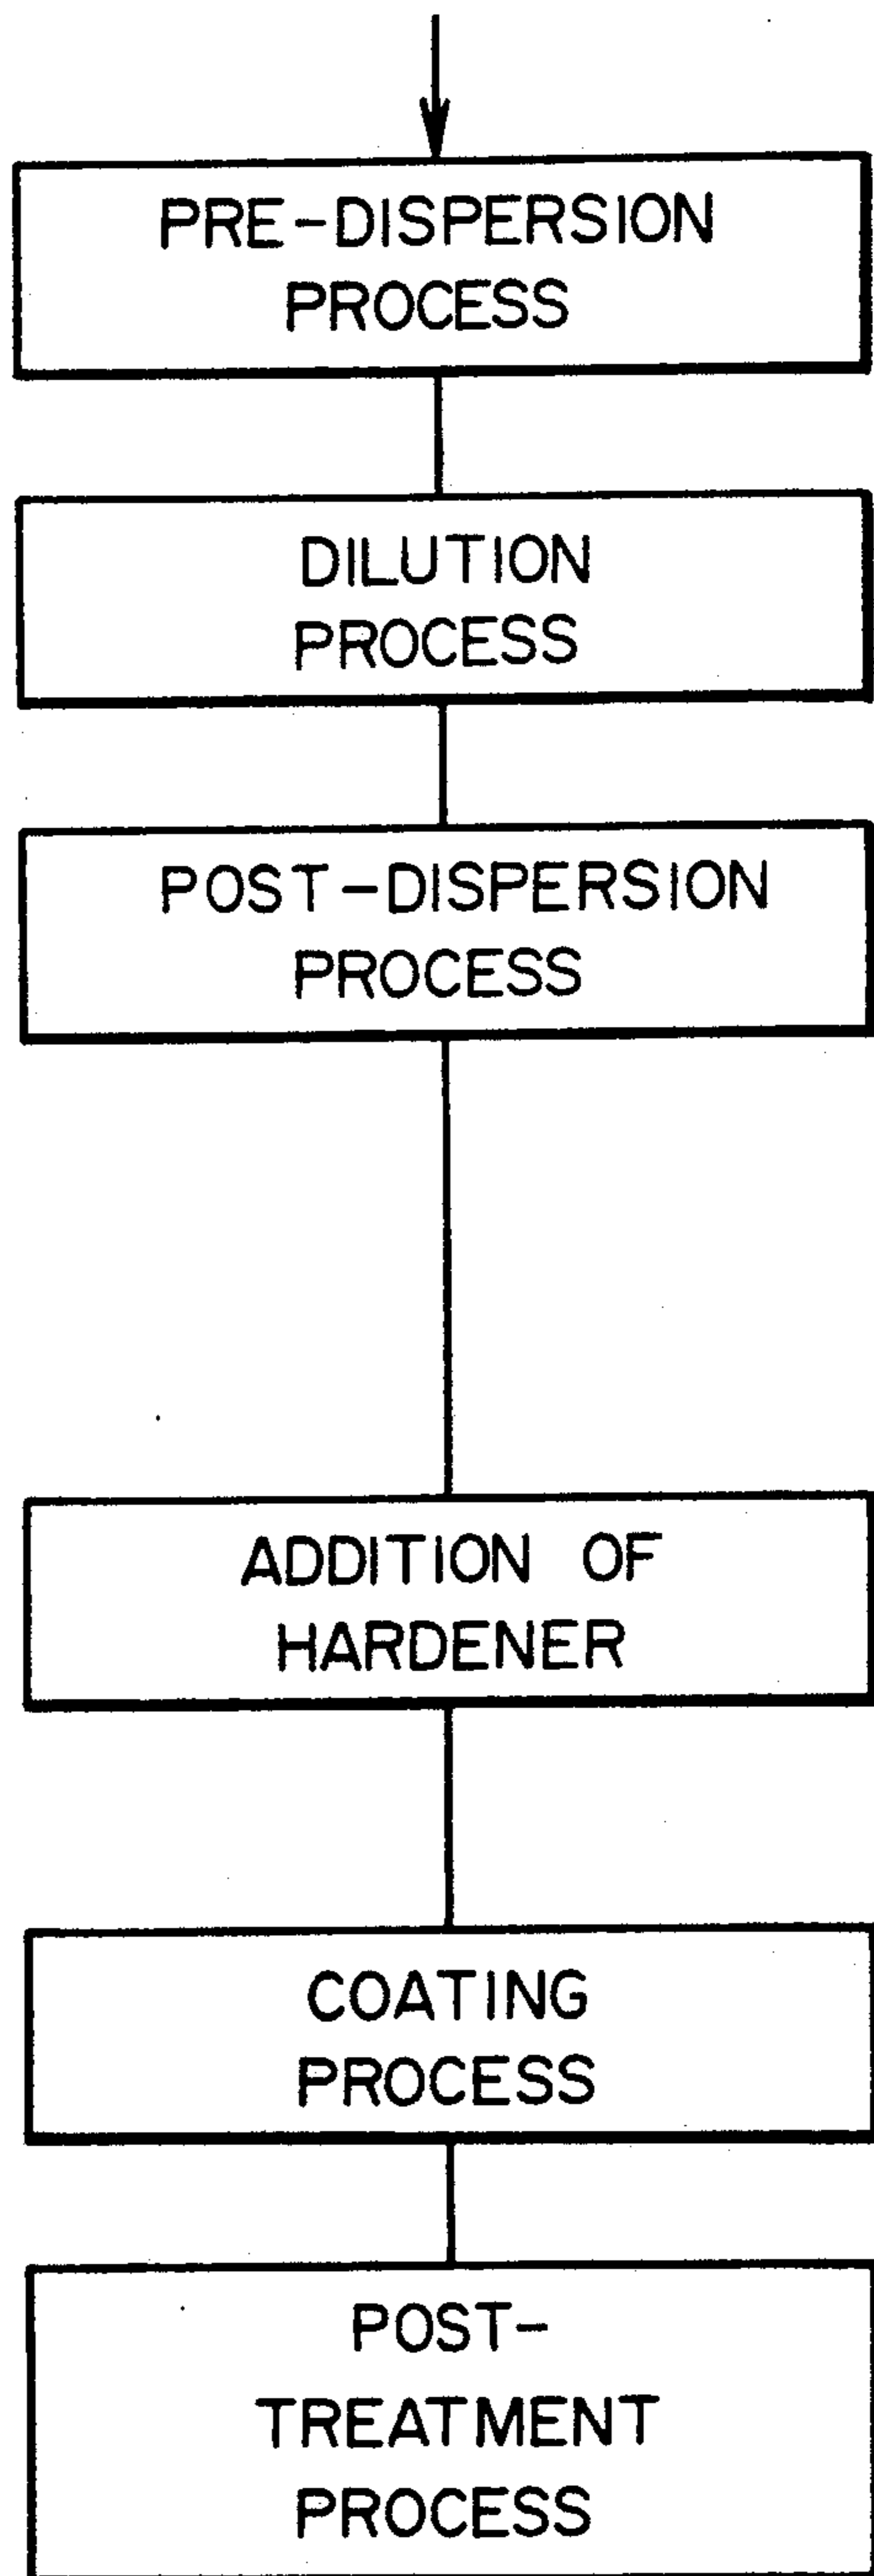 PRE-DISPERSION
PROCESS
DILUTION
PROCESS
POST-DISPERSION
PROCESS
ADDITION OF
HARDENER
COATING
PROCESS
POST-
TREATMENT
PROCESS